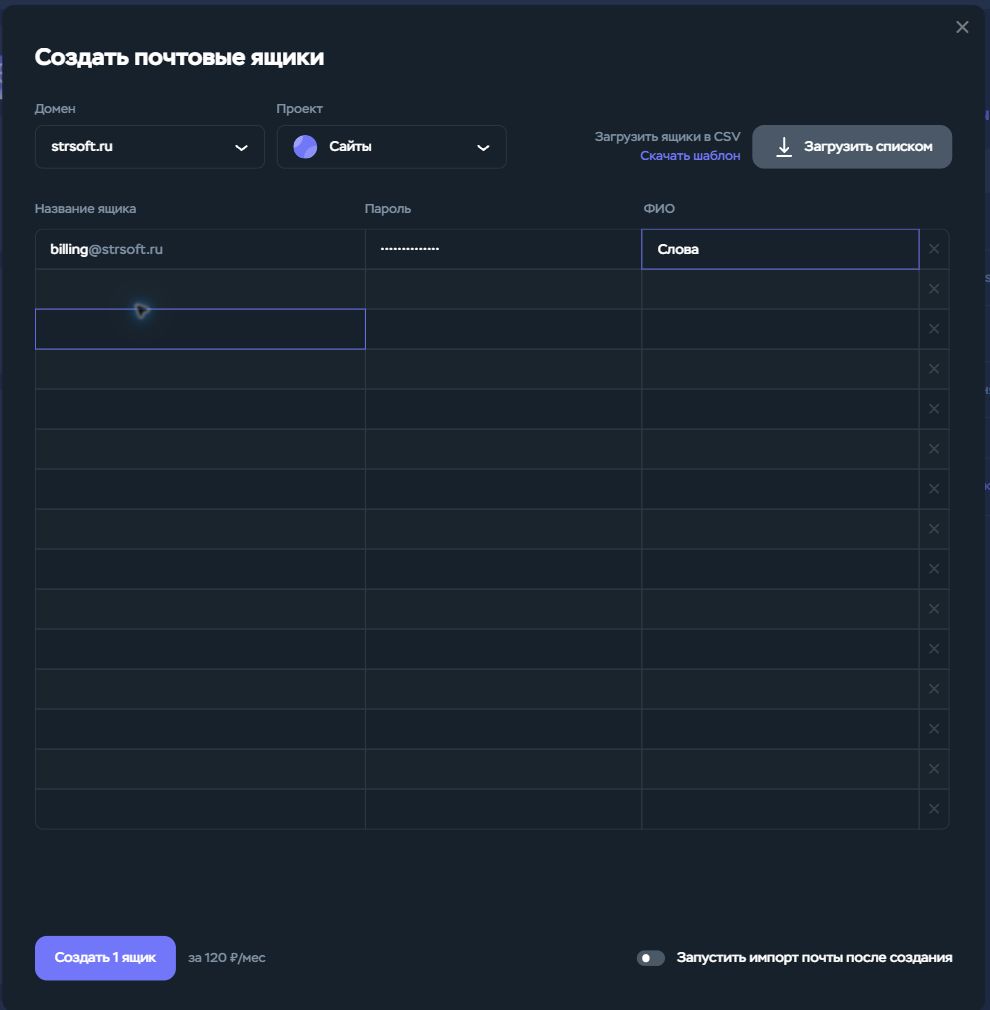 Создать почтовые ящики
Домен
Проект
strsoft.ru
Сайты
Загрузить ящики в CSV
Скачать шаблон
Загрузить списком
Название ящика
Пароль
ФИО
billing@strsoft.ru
••••••••••••••
Слова
Создать 1 ящик
за 120 ₽/мес
Запустить импорт почты после создания